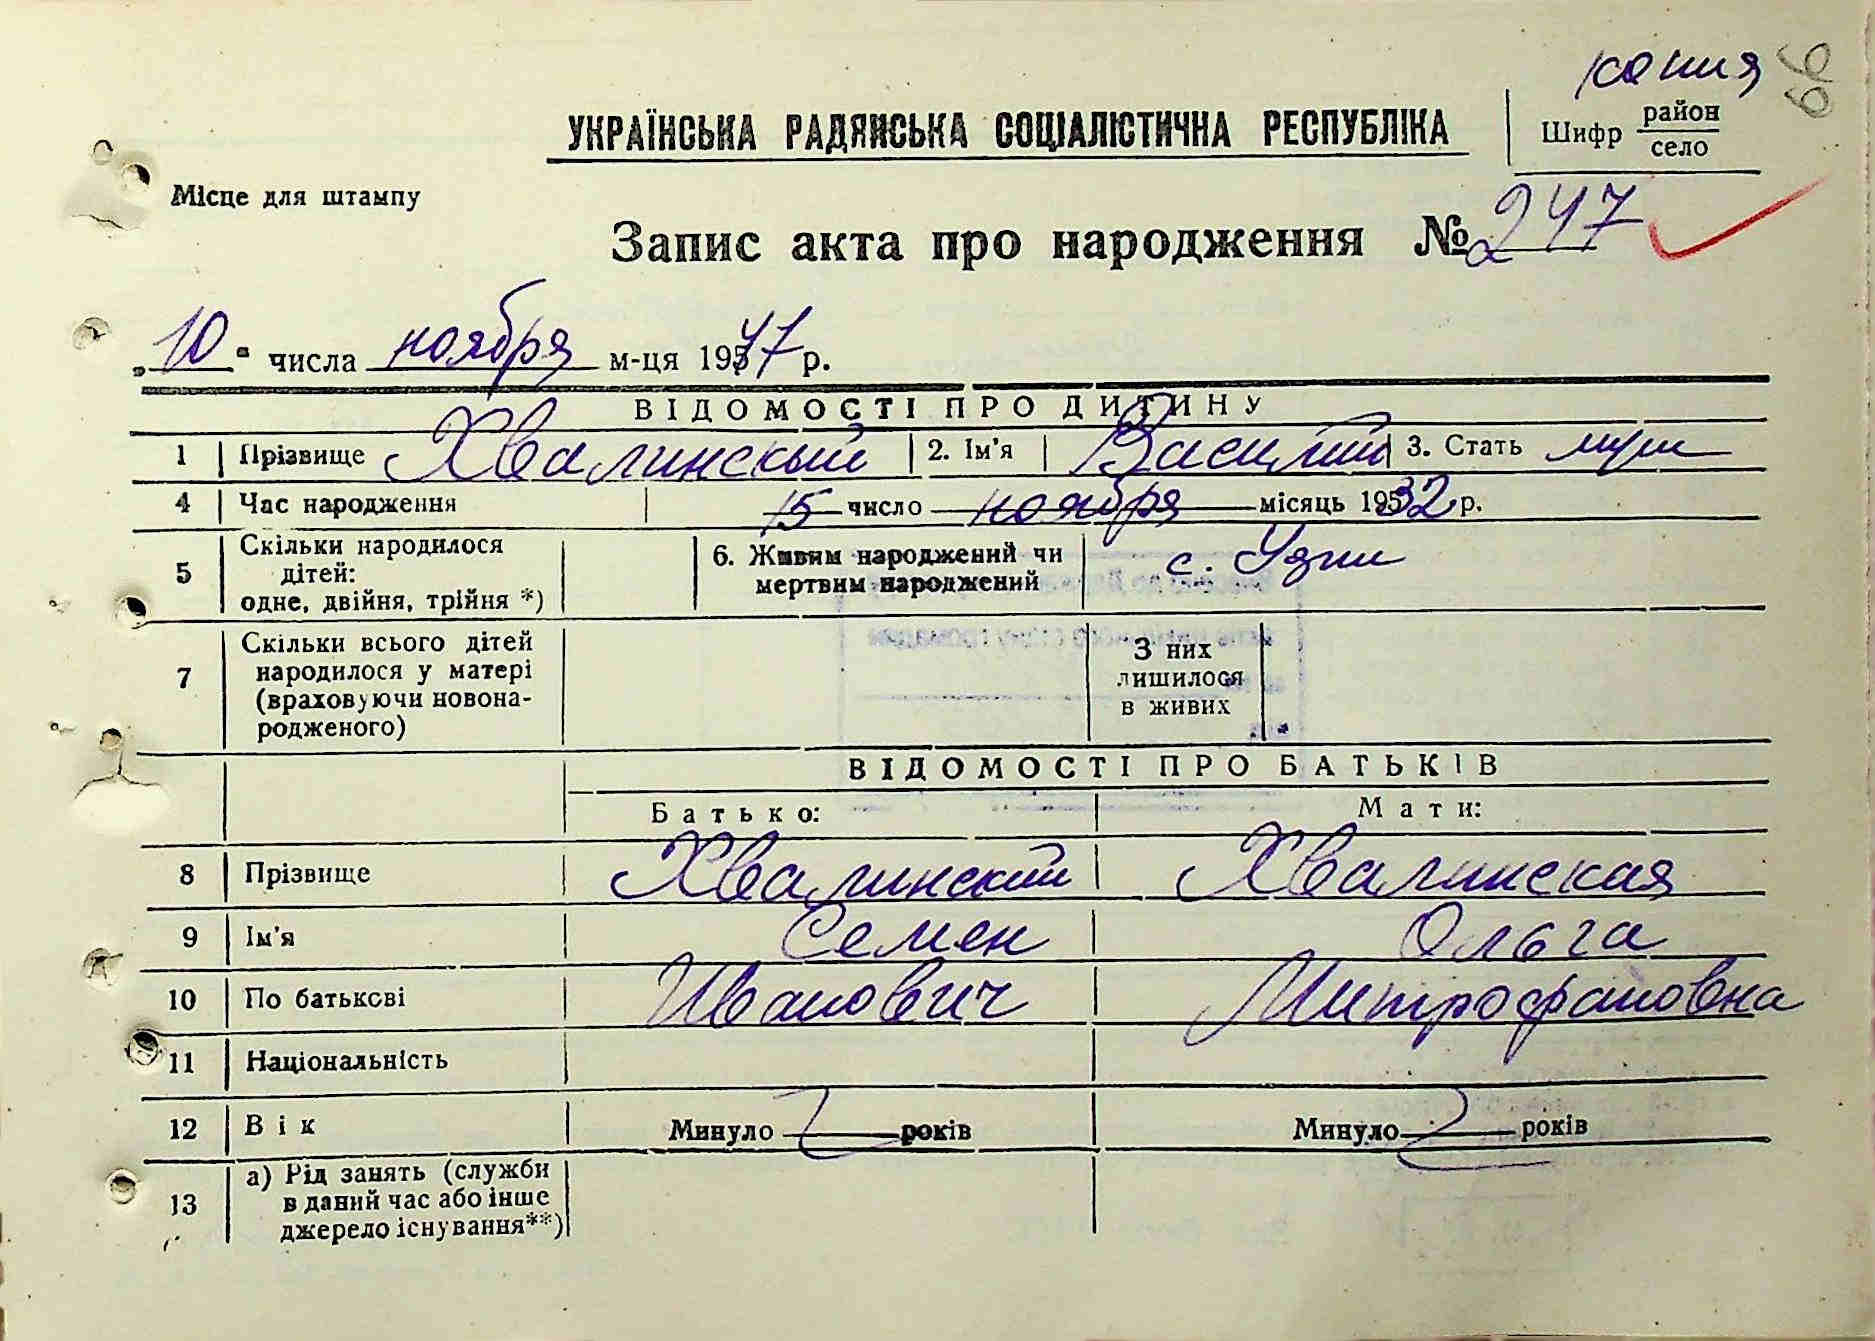 копия
66
УКРАЇНСЬКА РАДЯНСЬКА СОЦІАЛІСТИЧНА РЕСПУБЛІКА
Шифр район
село
Місце для штампу
Запис акта про народження № 247
„10" числа ноября м-ця 1947 р.
ВІДОМОСТІ ПРО ДИТИНУ
1 Прізвище Хвалинский 2. Ім'я Василий 3. Стать муж
4 Час народження 15 число ноября місяць 1932 р.
5 Скільки народилося дітей: одне, двійня, трійня *) 6. Живим народжений чи мертвим народжений с. Узин
7 Скільки всього дітей народилося у матері (враховуючи новонародженого) З них лишилося в живих
ВІДОМОСТІ ПРО БАТЬКІВ
Батько: Мати:
8 Прізвище Хвалинский Хвалинская
9 Ім'я Семен Ольга
10 По батькові Иванович Митрофановна
11 Національність
12 Вік Минуло років Минуло років
13 а) Рід занять (служби в даний час або інше джерело існування**)